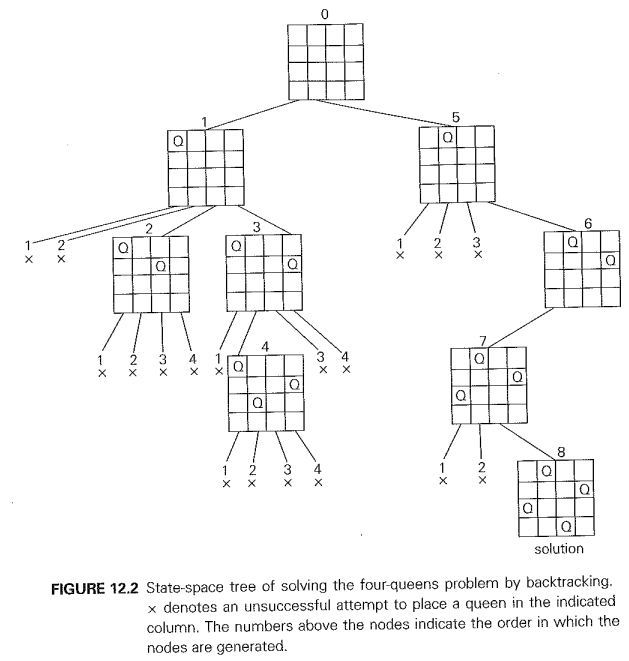 0
1 5
Q Q
1 2 2 3 1 2 3 6
× × × × ×
Q Q Q
Q Q Q
1 2 3 4 1 4 3 4 7
× × × × × × ×
Q Q
Q Q
Q Q
1 2 3 4 1 2 8
× × × × × ×
Q
Q
Q
Q
solution
FIGURE 12.2 State-space tree of solving the four-queens problem by backtracking.
× denotes an unsuccessful attempt to place a queen in the indicated
column. The numbers above the nodes indicate the order in which the
nodes are generated.